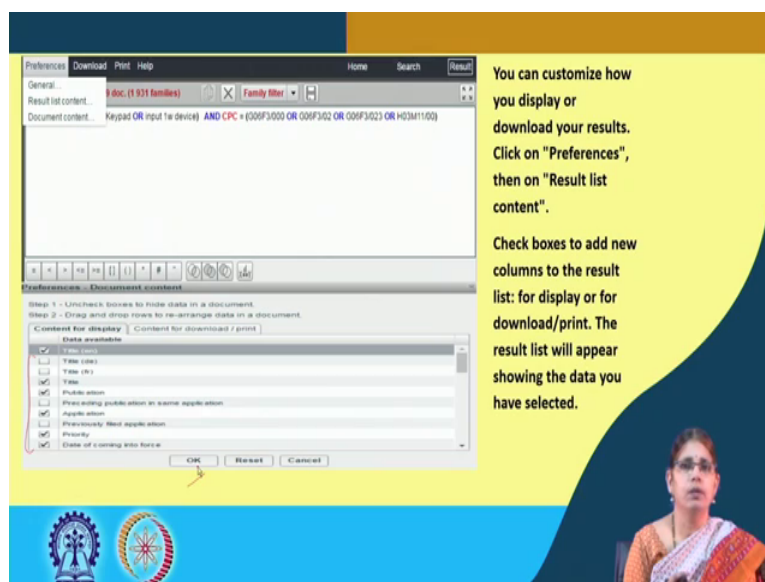 Preferences Download Print Help Home Search Result
General...
Result list content...
Document content...
9 doc. (1 931 families) Family filter
Keypad OR input 1w device) AND CPC = (G06F3/000 OR G06F3/02 OR G06F3/023 OR H03M11/00)
Preferences - Document content
Step 1 - Uncheck boxes to hide data in a document.
Step 2 - Drag and drop rows to re-arrange data in a document.
Content for display Content for download / print
Data available
Title (en)
Title (de)
Title (fr)
Title
Publication
Preceding publication in same application
Application
Previously filed application
Priority
Date of coming into force
OK Reset Cancel
You can customize how
you display or
download your results.
Click on "Preferences",
then on "Result list
content".
Check boxes to add new
columns to the result
list: for display or for
download/print. The
result list will appear
showing the data you
have selected.